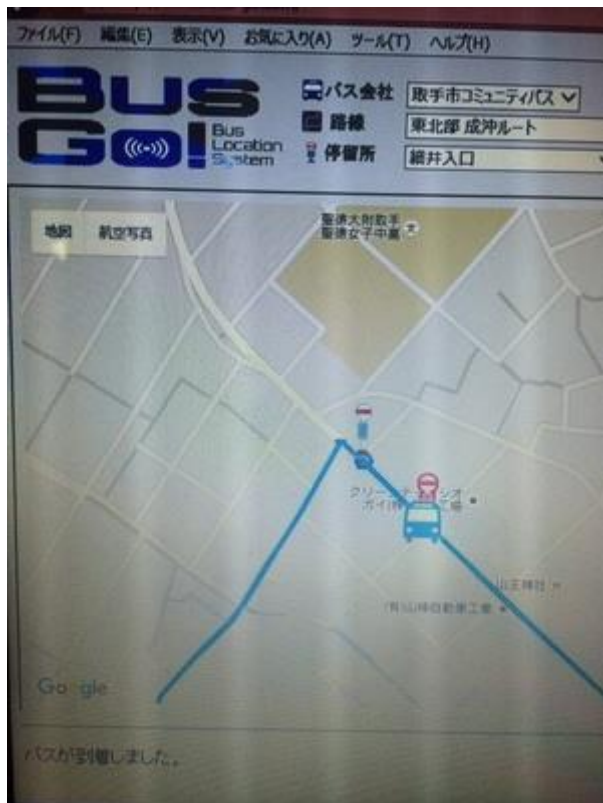 ファイル(F) 編集(E) 表示(V) お気に入り(A) ツール(T) ヘルプ(H)
BUS
GO!
Bus
Location
System
バス会社 取手市コミュニティバス
路線 東北部 成沖ルート
停留所 細井入口
地図 航空写真
聖徳大附取手
聖徳女子中高
山王神社
Google
バスが到着しました。